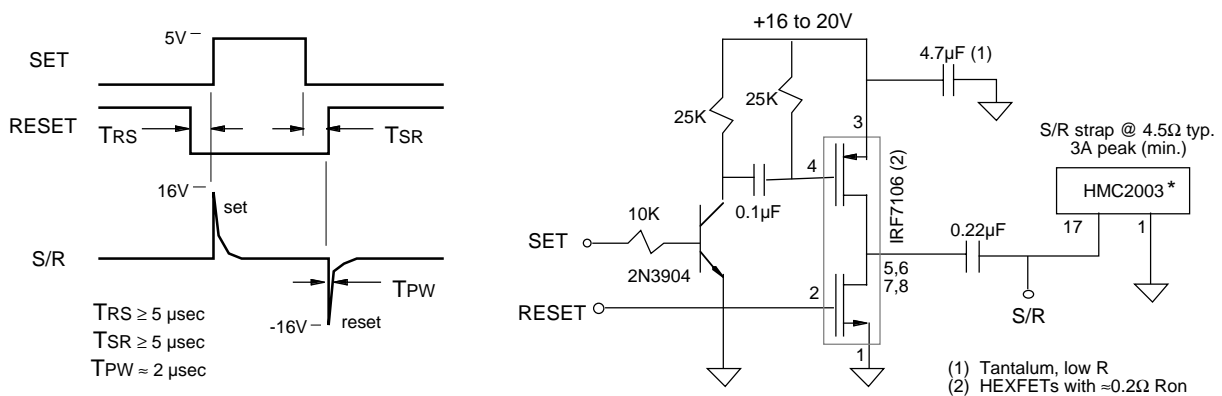 5V
SET
RESET
TRS
TSR
16V
set
S/R
TPW
-16V
reset
TRS ≥ 5 µsec
TSR ≥ 5 µsec
TPW ≈ 2 µsec
+16 to 20V
4.7µF (1)
25K
25K
3
S/R strap @ 4.5Ω typ.
3A peak (min.)
4
IRF7106 (2)
HMC2003*
10K
0.1µF
0.22µF
17
1
SET
2N3904
5,6
7,8
2
RESET
S/R
1
(1) Tantalum, low R
(2) HEXFETs with ≈0.2Ω Ron